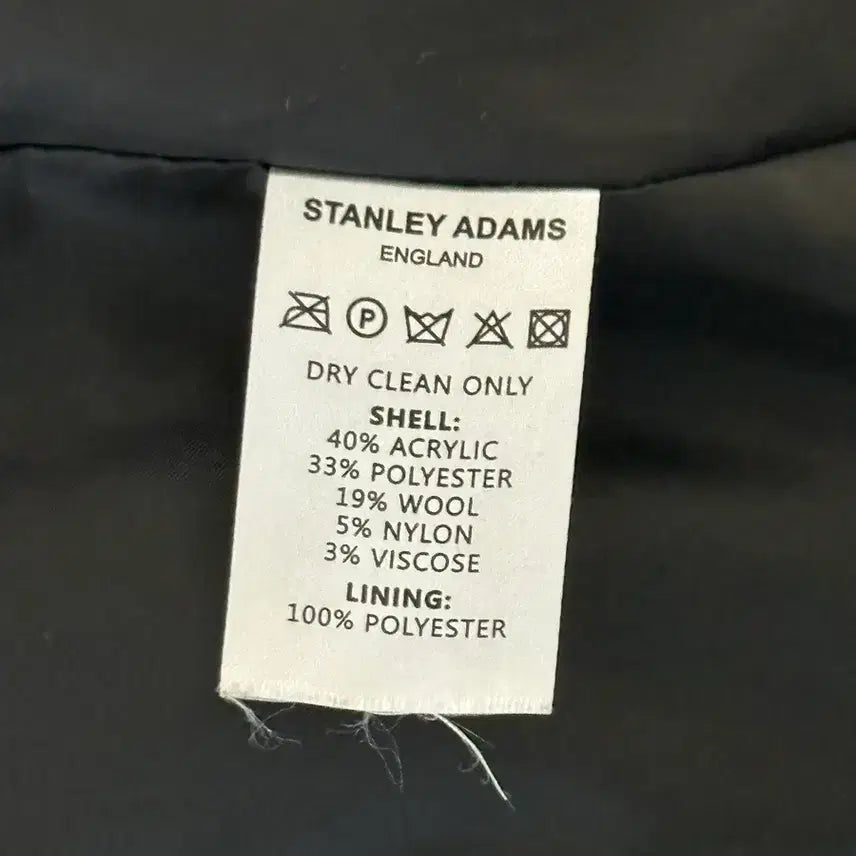 STANLEY ADAMS
ENGLAND
P
DRY CLEAN ONLY
SHELL:
40% ACRYLIC
33% POLYESTER
19% WOOL
5% NYLON
3% VISCOSE
LINING:
100% POLYESTER